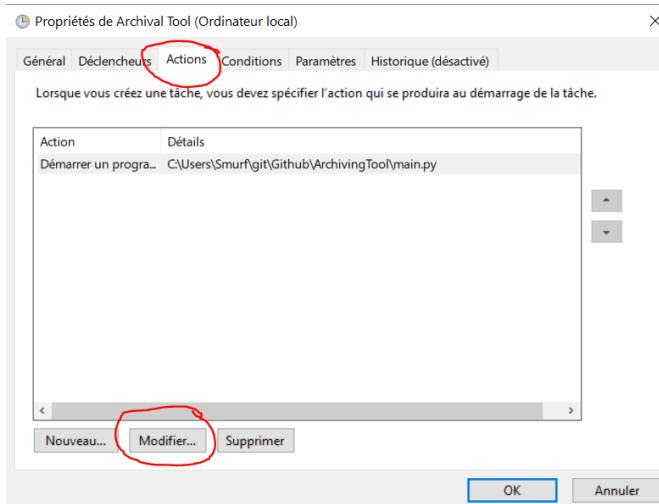 Propriétés de Archival Tool (Ordinateur local)
Général Déclencheurs Actions Conditions Paramètres Historique (désactivé)
Lorsque vous créez une tâche, vous devez spécifier l'action qui se produira au démarrage de la tâche.
Action Détails
Démarrer un progra... C:\Users\Smurf\git\Github\ArchivingTool\main.py
Nouveau... Modifier... Supprimer
OK Annuler